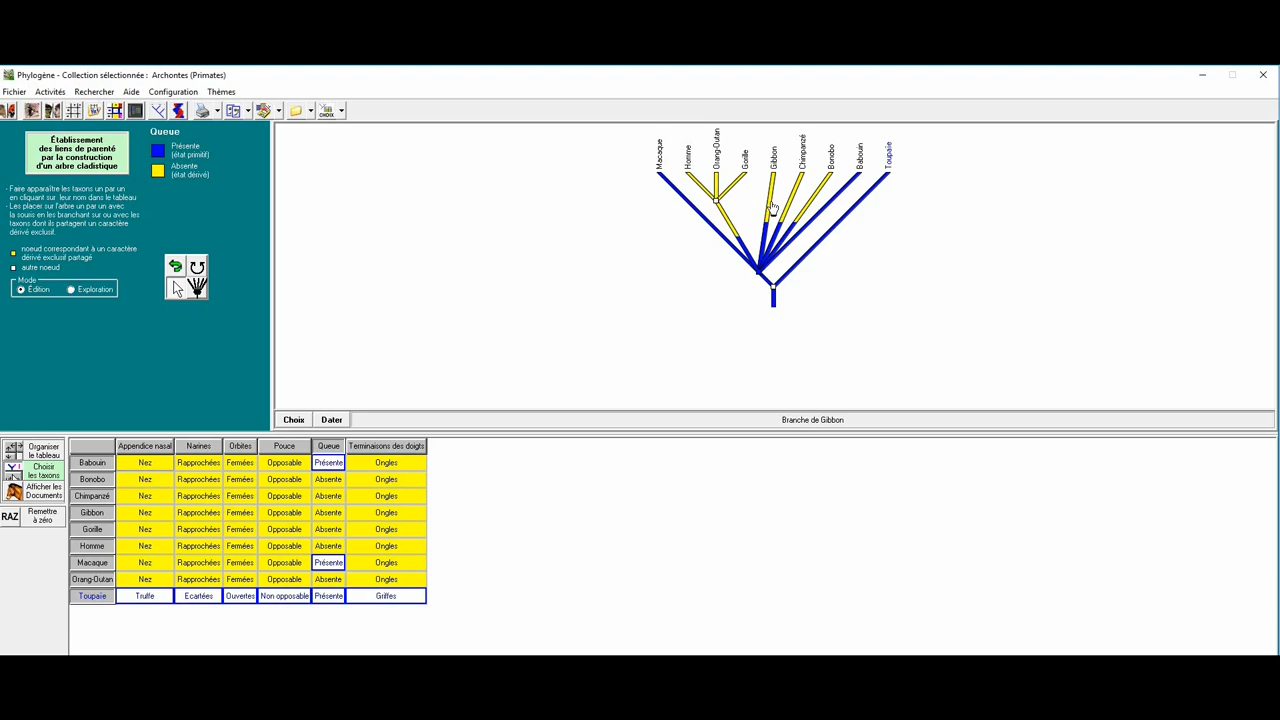 Phylogène - Collection sélectionnée : Archontes (Primates)
Fichier Activités Rechercher Aide Configuration Thèmes
CHOIX
Établissement
des liens de parenté
par la construction
d'un arbre cladistique
Queue
Présente
(état primitif)
Absente
(état dérivé)
- Faire apparaître les taxons un par un
en cliquant sur leur nom dans le tableau
- Les placer sur l'arbre un par un avec
la souris en les branchant sur ou avec les
taxons dont ils partagent un caractère
dérivé exclusif.
noeud correspondant à un caractère
dérivé exclusif partagé
autre noeud
Mode
Édition Exploration
Macaque Homme Orang-Outan Gorille Gibbon Chimpanzé Bonobo Babouin Toupaïe
Choix Dater Branche de Gibbon
Organiser
le tableau
Choisir
les taxons
Afficher les
Documents
RAZ Remettre
à zéro
Appendice nasal Narines Orbites Pouce Queue Terminaisons des doigts
Babouin Nez Rapprochées Fermées Opposable Présente Ongles
Bonobo Nez Rapprochées Fermées Opposable Absente Ongles
Chimpanzé Nez Rapprochées Fermées Opposable Absente Ongles
Gibbon Nez Rapprochées Fermées Opposable Absente Ongles
Gorille Nez Rapprochées Fermées Opposable Absente Ongles
Homme Nez Rapprochées Fermées Opposable Absente Ongles
Macaque Nez Rapprochées Fermées Opposable Présente Ongles
Orang-Outan Nez Rapprochées Fermées Opposable Absente Ongles
Toupaïe Truffe Ecartées Ouvertes Non opposable Présente Griffes